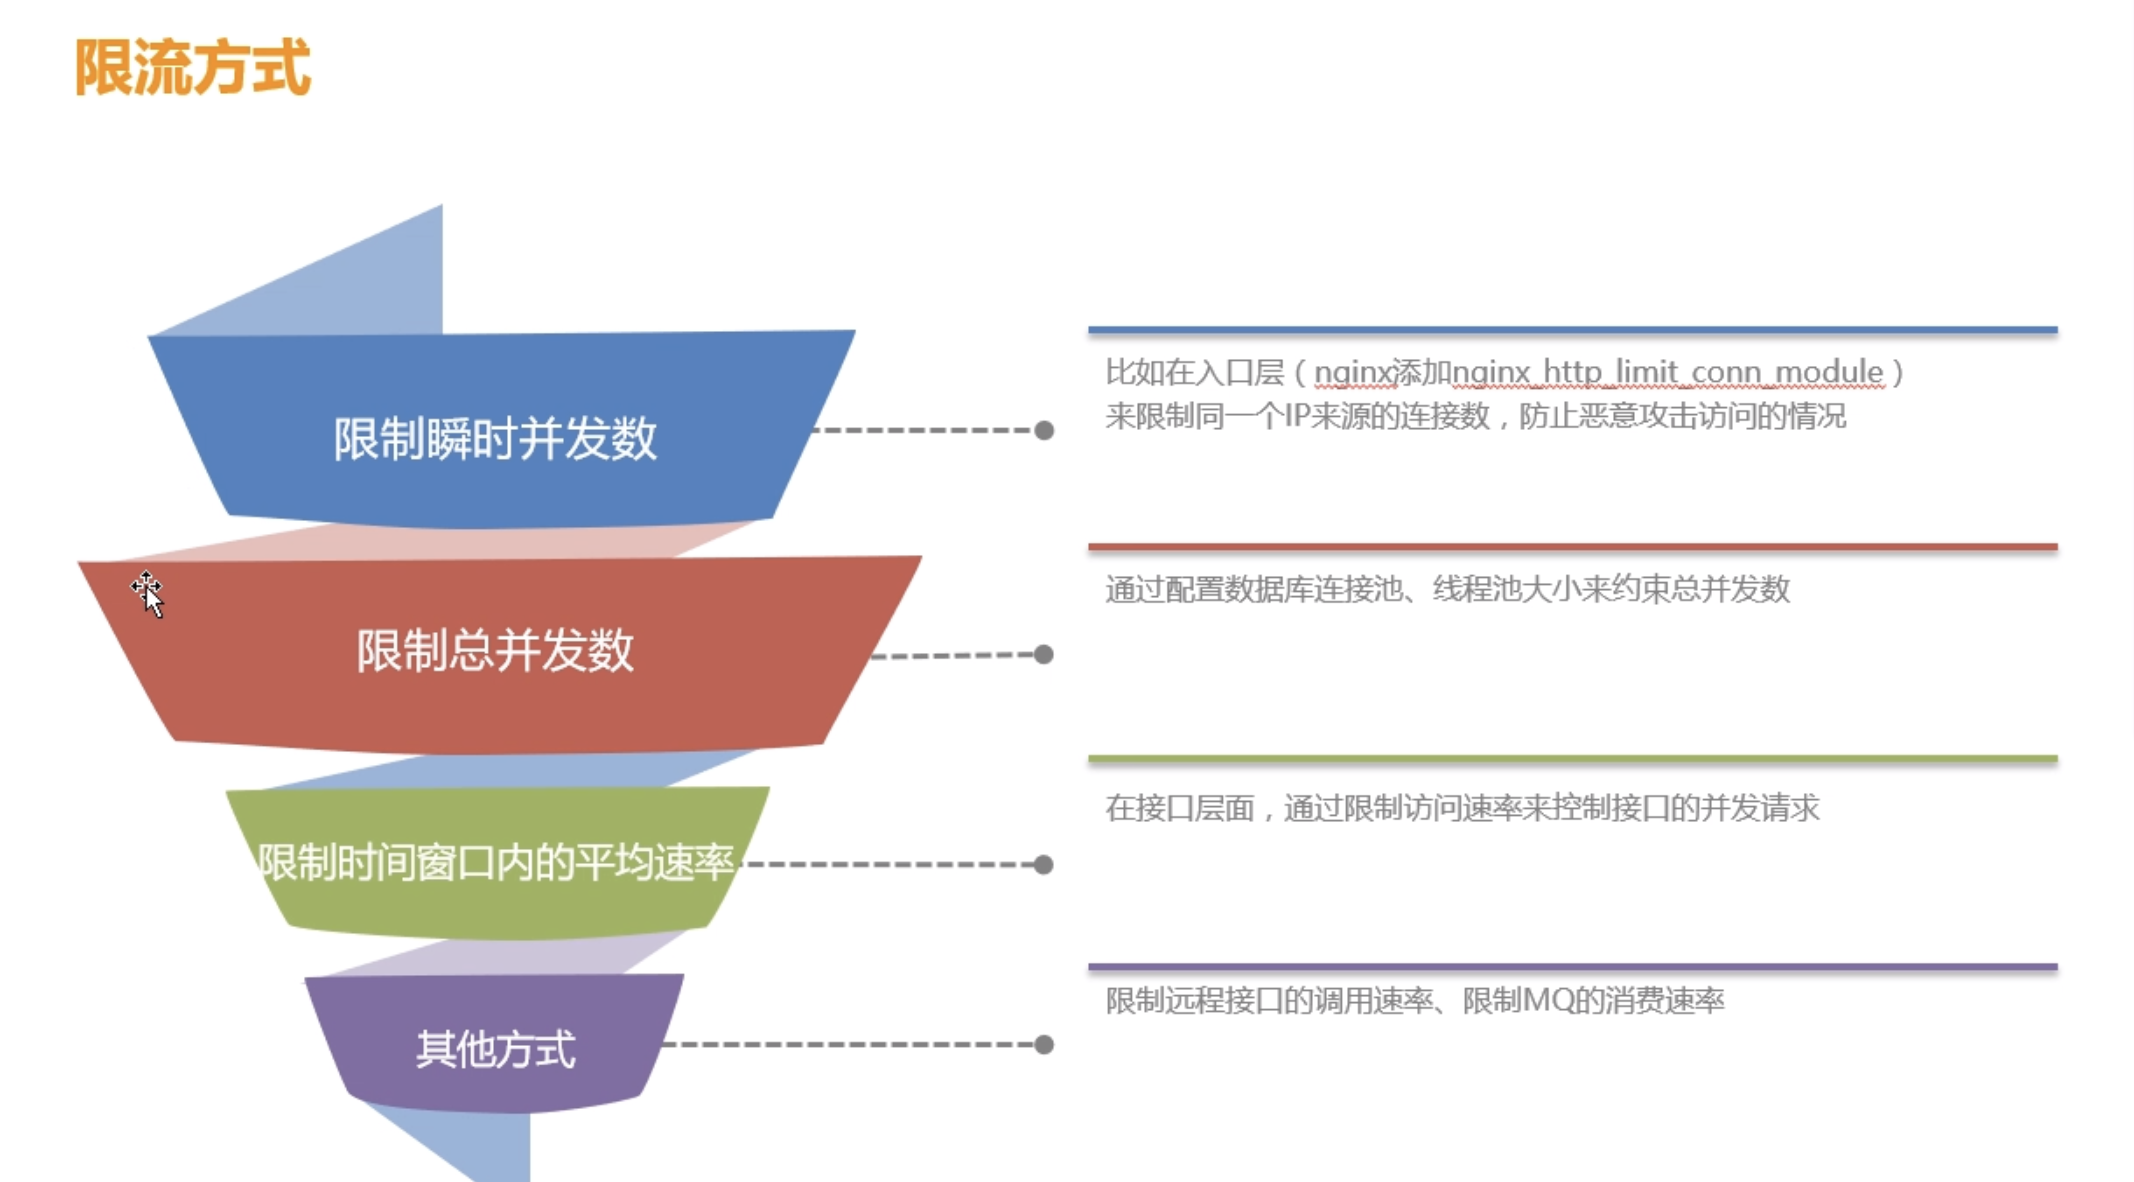 限流方式
限制瞬时并发数
比如在入口层（nginx添加nginx_http_limit_conn_module）
来限制同一个IP来源的连接数，防止恶意攻击访问的情况
限制总并发数
通过配置数据库连接池、线程池大小来约束总并发数
限制时间窗口内的平均速率
在接口层面，通过限制访问速率来控制接口的并发请求
其他方式
限制远程接口的调用速率、限制MQ的消费速率